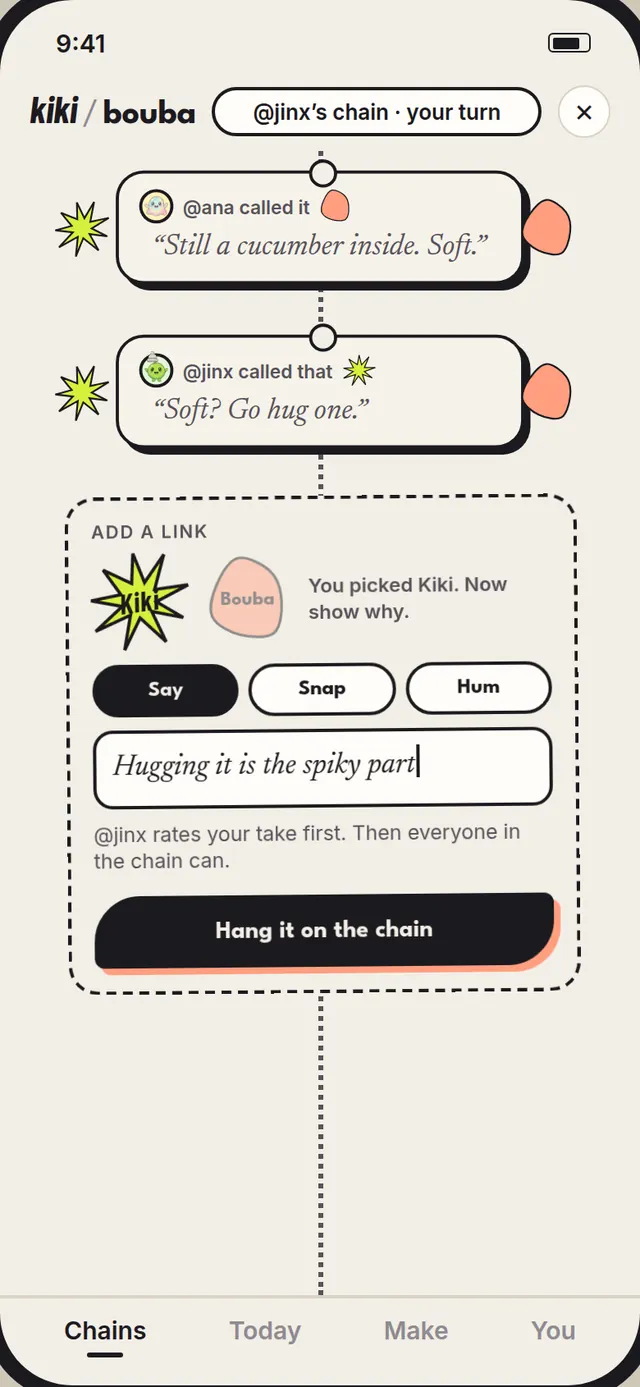 9:41
kiki / bouba
@jinx’s chain · your turn
@ana called it
“Still a cucumber inside. Soft.”
@jinx called that
“Soft? Go hug one.”
ADD A LINK
Kiki
Bouba
You picked Kiki. Now
show why.
Say
Snap
Hum
Hugging it is the spiky part
@jinx rates your take first. Then everyone in
the chain can.
Hang it on the chain
Chains
Today
Make
You